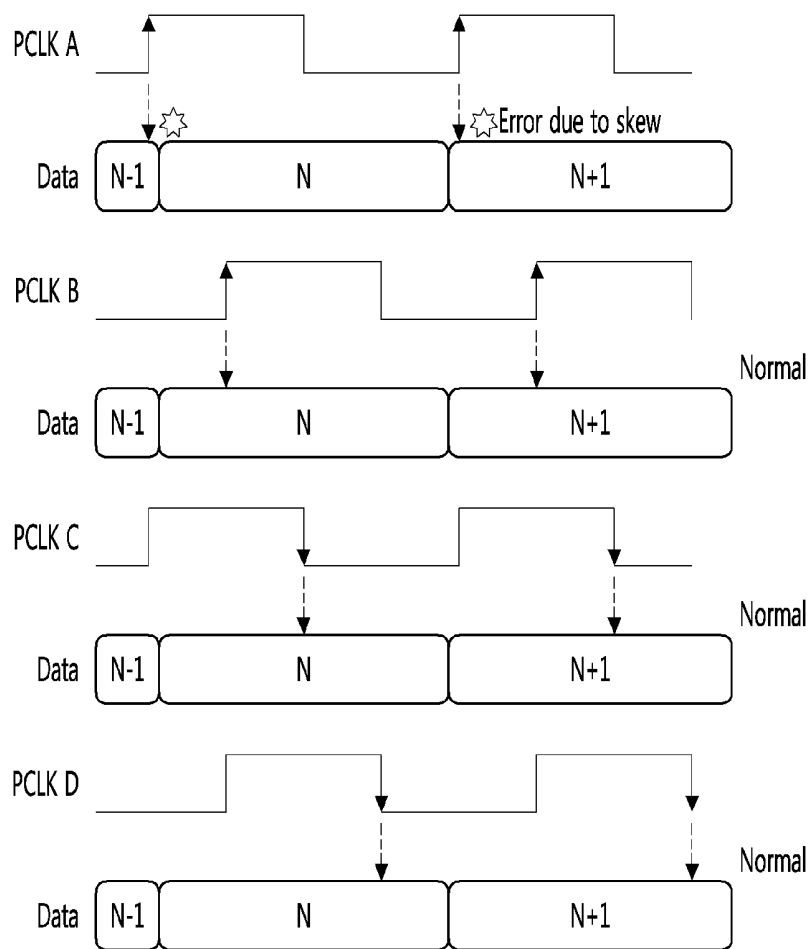 PCLK A
Error due to skew
Data N-1 N N+1
PCLK B
Normal
Data N-1 N N+1
PCLK C
Normal
Data N-1 N N+1
PCLK D
Normal
Data N-1 N N+1